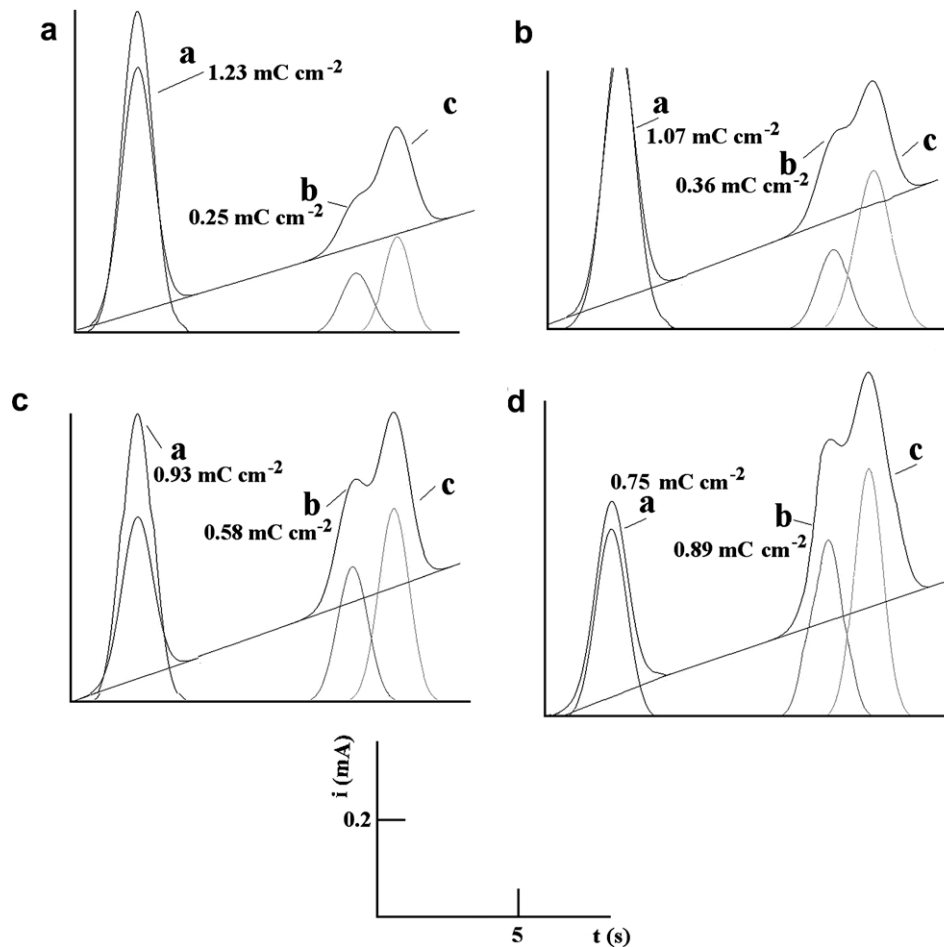 a
a
1.23 mC cm-2
c
b
0.25 mC cm-2
b
a
1.07 mC cm-2
b
c
0.36 mC cm-2
c
a
0.93 mC cm-2
b
c
0.58 mC cm-2
d
0.75 mC cm-2
a
c
b
0.89 mC cm-2
i (mA)
0.2
5
t (s)